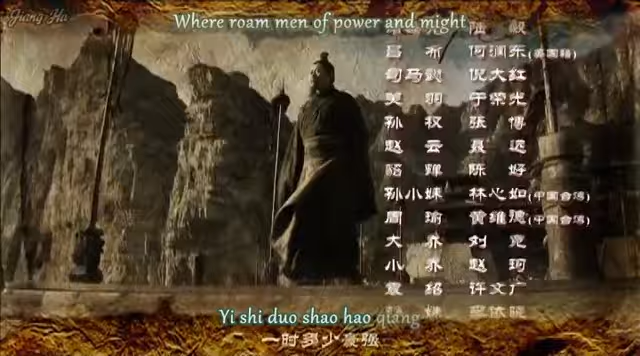 Jiang Hu
Where roam men of power and might
陆 毅
吕 布 何润东
司马懿 倪大红
关 羽 于荣光
孙 权 张 博
赵 云 聂 远
貂 蝉 陈 好
孙小妹 林心如(中国台湾)
周 瑜 黄维德(中国台湾)
大 乔 刘 竞
小 乔 赵 柯
袁 绍 许文广
Yi shi duo shao hao qiang
一时多少豪强